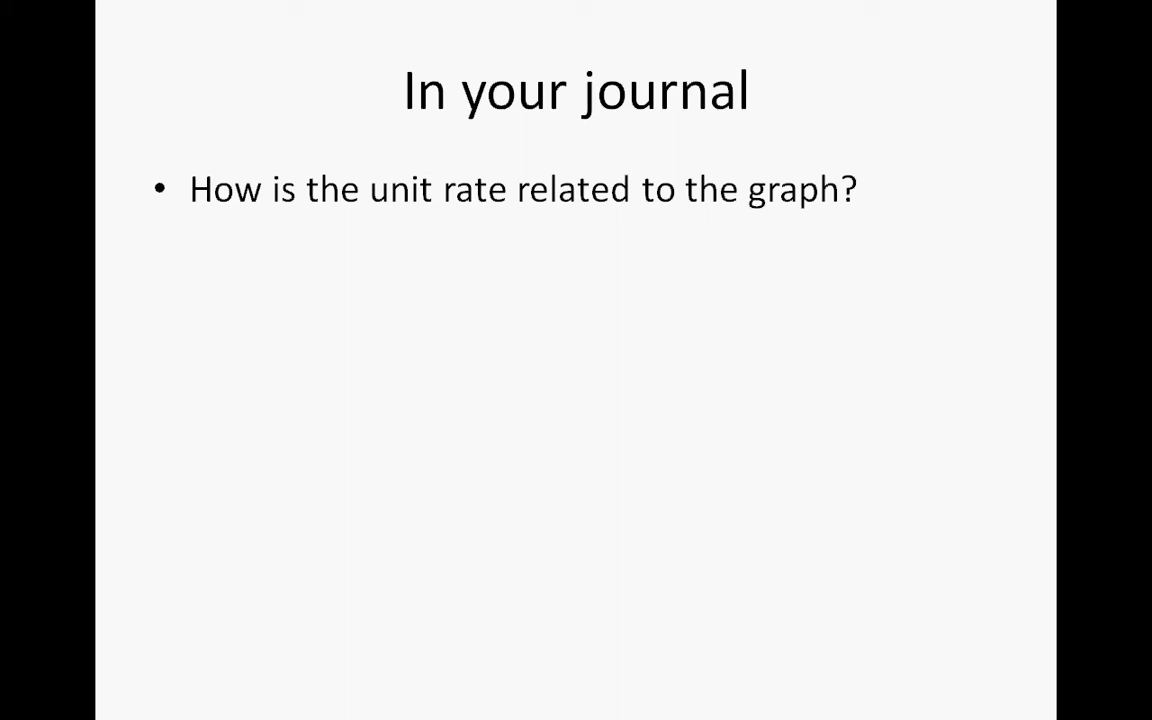 In your journal
• How is the unit rate related to the graph?